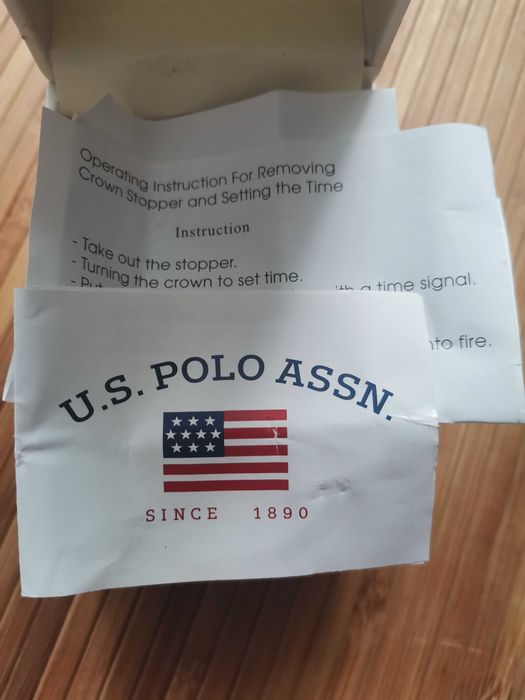 Operating Instruction For Removing
Crown Stopper and Setting the Time
Instruction
- Take out the stopper.
- Turning the crown to set time.
with a time signal.
to fire.
U.S. POLO ASSN.
SINCE 1890